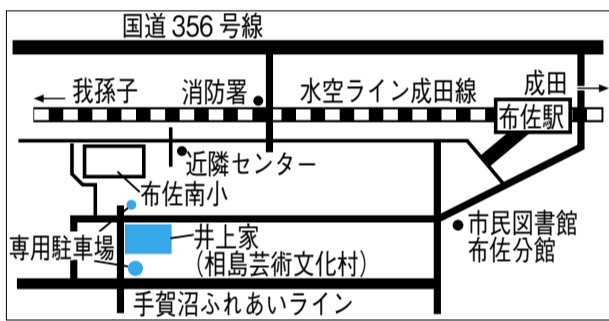 国道 356 号線
我孫子
消防署
水空ライン成田線
成田
布佐駅
近隣センター
布佐南小
市民図書館
布佐分館
専用駐車場
井上家
(相島芸術文化村)
手賀沼ふれあいライン